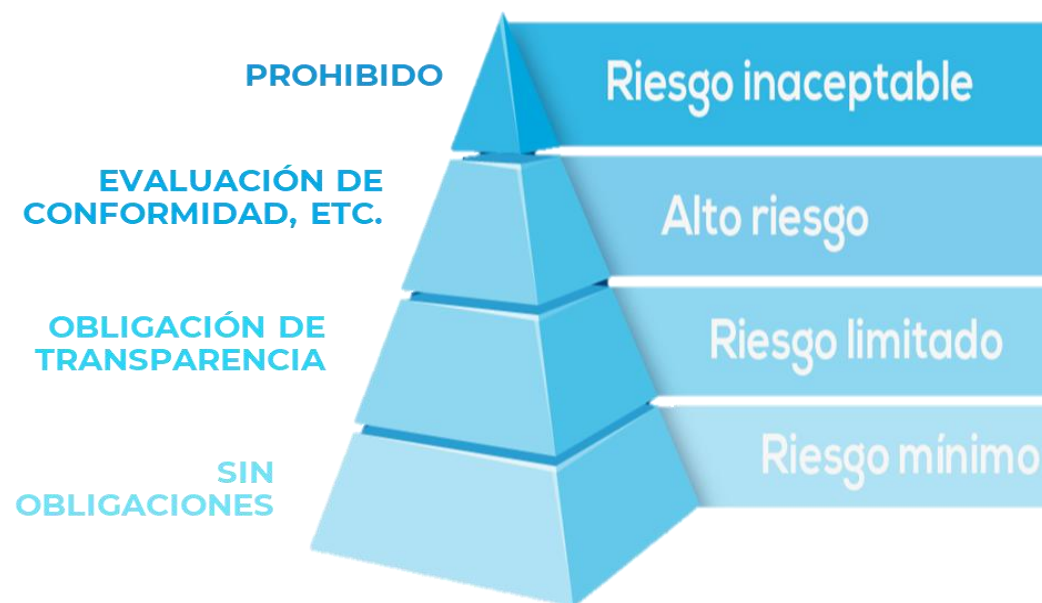 PROHIBIDO
Riesgo inaceptable
EVALUACIÓN DE
CONFORMIDAD, ETC.
Alto riesgo
OBLIGACIÓN DE
TRANSPARENCIA
Riesgo limitado
SIN
OBLIGACIONES
Riesgo mínimo